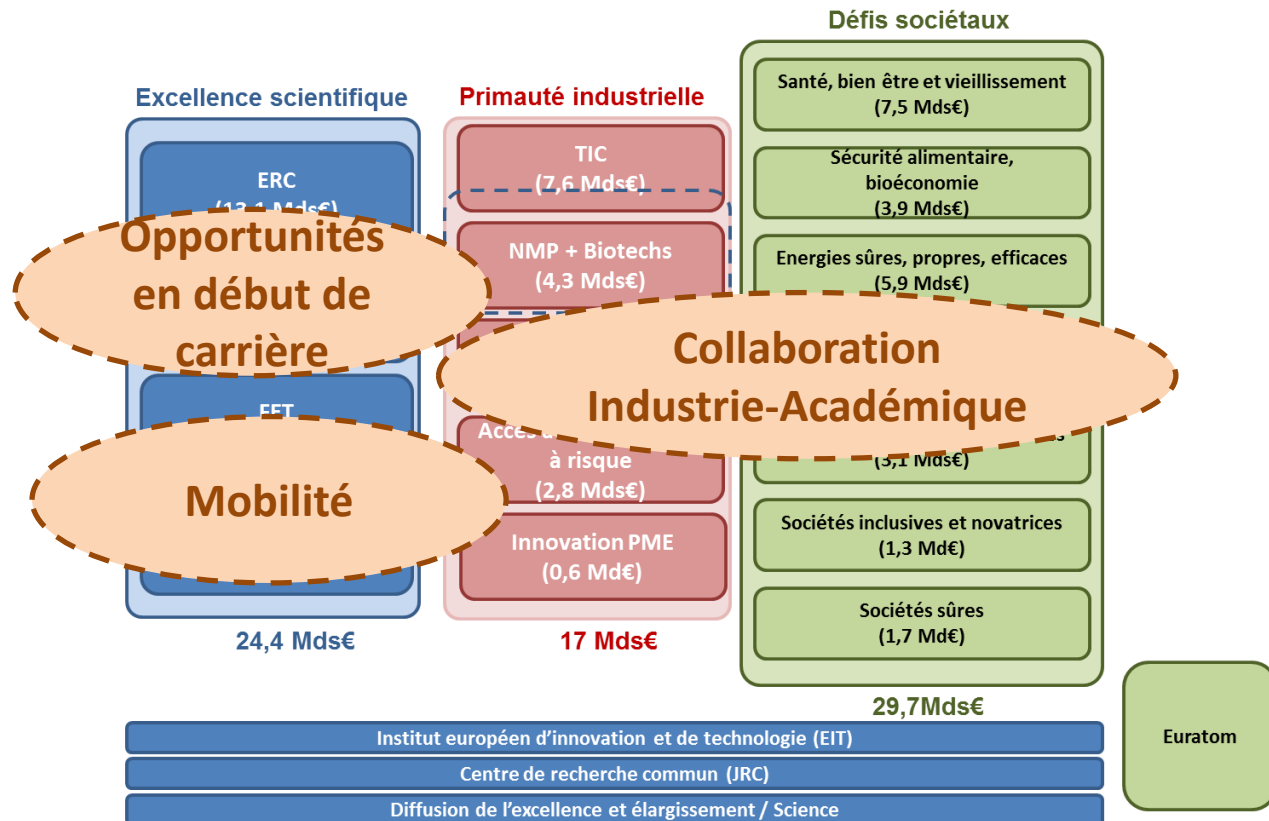 Défis sociétaux
Excellence scientifique
Primauté industrielle
ERC
(13,1 Mds€)
Opportunités
en début de
carrière
FET
Mobilité
24,4 Mds€
TIC
(7,6 Mds€)
NMP + Biotechs
(4,3 Mds€)
Collaboration
Industrie-Académique
Accès
à risque
(2,8 Mds€)
Innovation PME
(0,6 Md€)
17 Mds€
Santé, bien être et vieillissement
(7,5 Mds€)
Sécurité alimentaire,
bioéconomie
(3,9 Mds€)
Energies sûres, propres, efficaces
(5,9 Mds€)
(3,1 Mds€)
Sociétés inclusives et novatrices
(1,3 Md€)
Sociétés sûres
(1,7 Md€)
29,7Mds€
Euratom
Institut européen d’innovation et de technologie (EIT)
Centre de recherche commun (JRC)
Diffusion de l’excellence et élargissement / Science